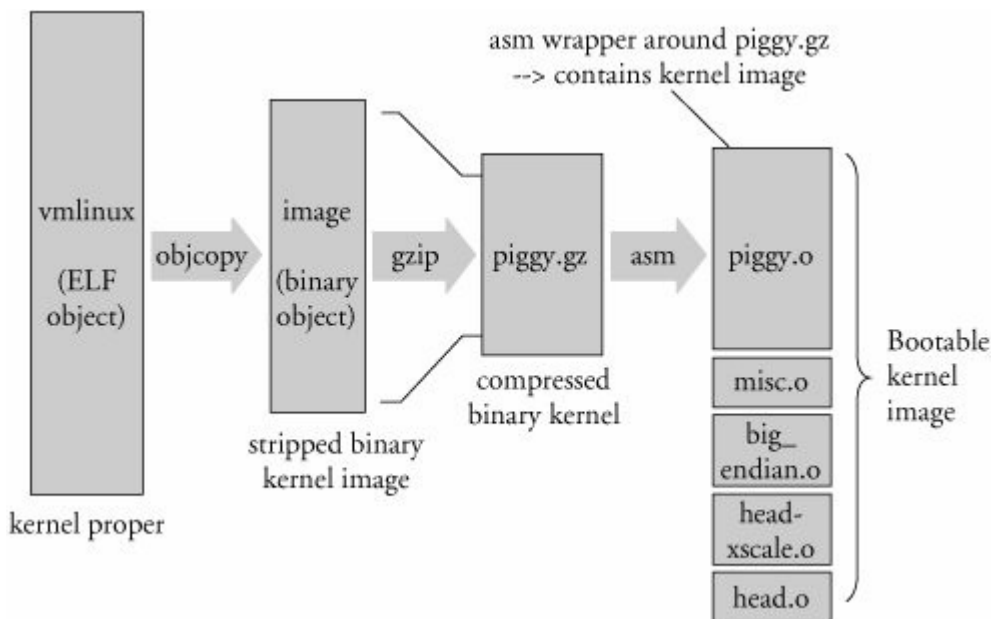 asm wrapper around piggy.gz
--> contains kernel image
vmlinux
(ELF
object)
objcopy
image
(binary
object)
gzip
piggy.gz
asm
piggy.o
misc.o
big_
endian.o
head-
xscale.o
head.o
Bootable
kernel
image
compressed
binary kernel
stripped binary
kernel image
kernel proper